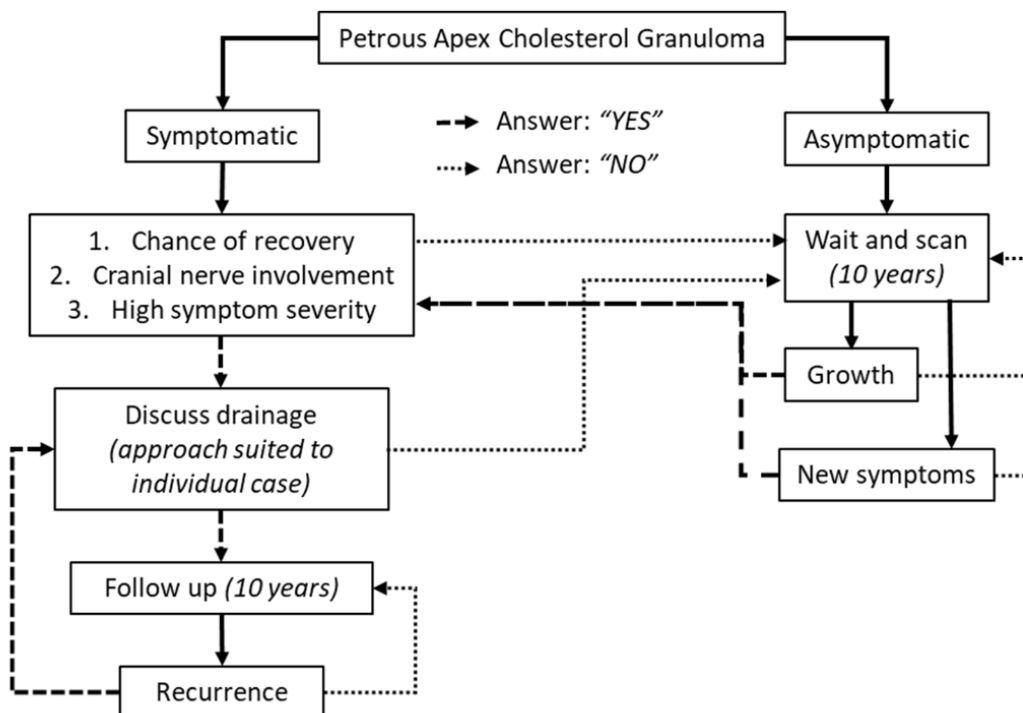 Petrous Apex Cholesterol Granuloma
Symptomatic
Answer: “YES”
Answer: “NO”
Asymptomatic
1. Chance of recovery
2. Cranial nerve involvement
3. High symptom severity
Wait and scan
(10 years)
Growth
Discuss drainage
(approach suited to
individual case)
New symptoms
Follow up (10 years)
Recurrence